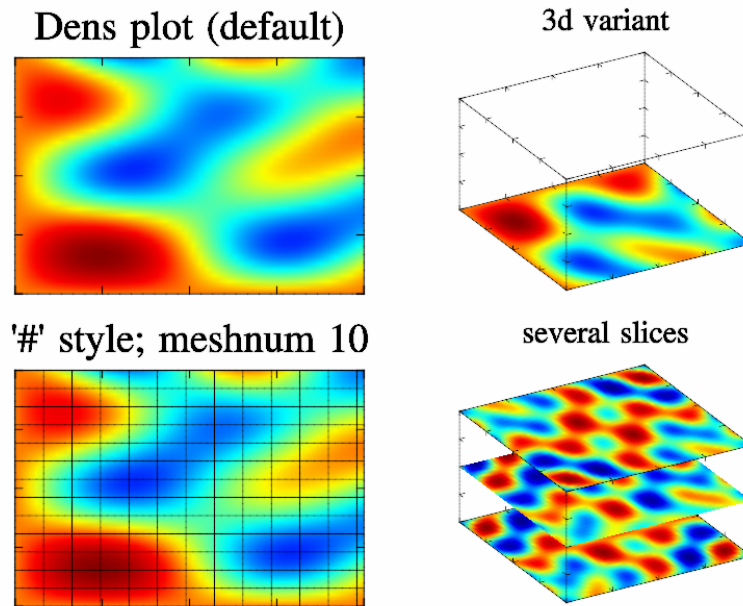 Dens plot (default)
3d variant
'#' style; meshnum 10
several slices